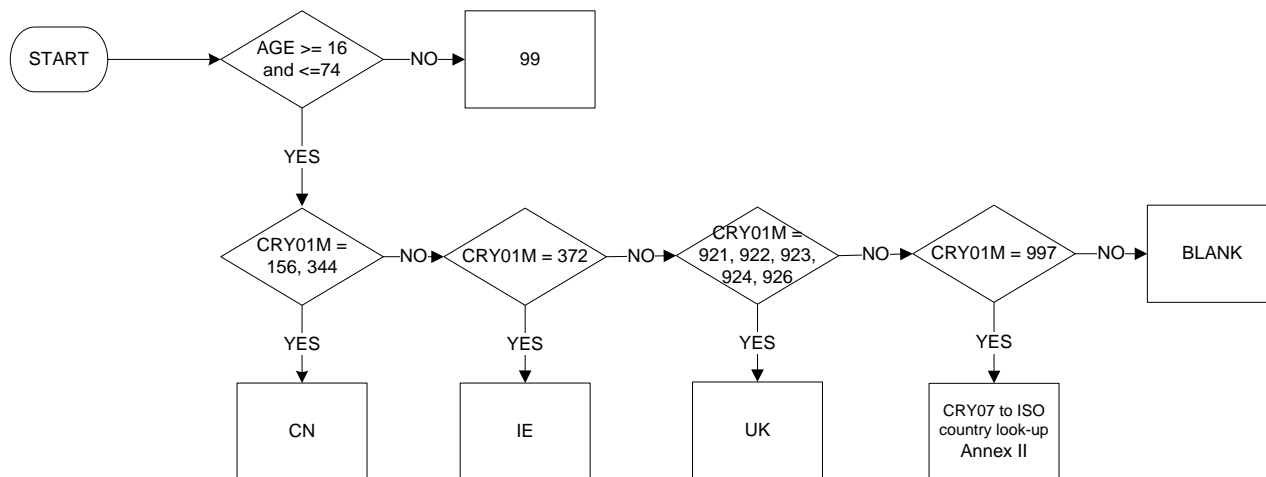 START
AGE >= 16
and <=74
NO
99
YES
CRY01M =
156, 344
NO
CRY01M = 372
NO
CRY01M =
921, 922, 923,
924, 926
NO
CRY01M = 997
NO
BLANK
YES
YES
YES
YES
CN
IE
UK
CRY07 to ISO
country look-up
Annex II